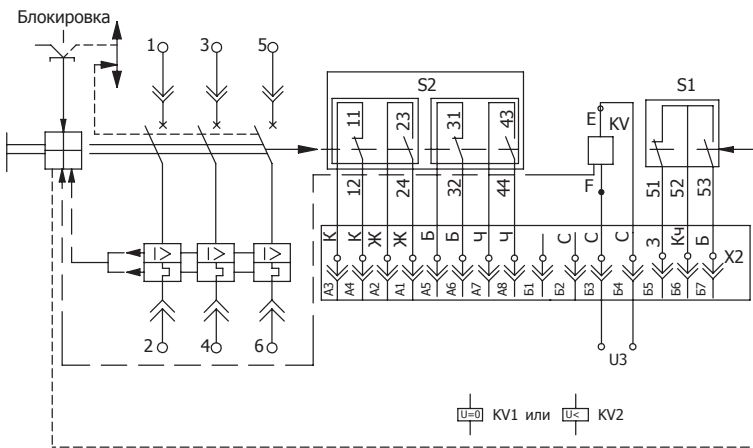 Блокировка
1 3 5
S2
S1
11 23 31 43
E KV
F
12 24 32 44
51 52 53
К К Ж Ж Б Б Ч Ч С С С З Кч Б
X2
А3 А4 А2 А1 А5 А6 А7 А8 Б1 Б2 Б3 Б4 Б5 Б6 Б7
I> I> I>
2 4 6
U3
U=0 KV1 или U< KV2